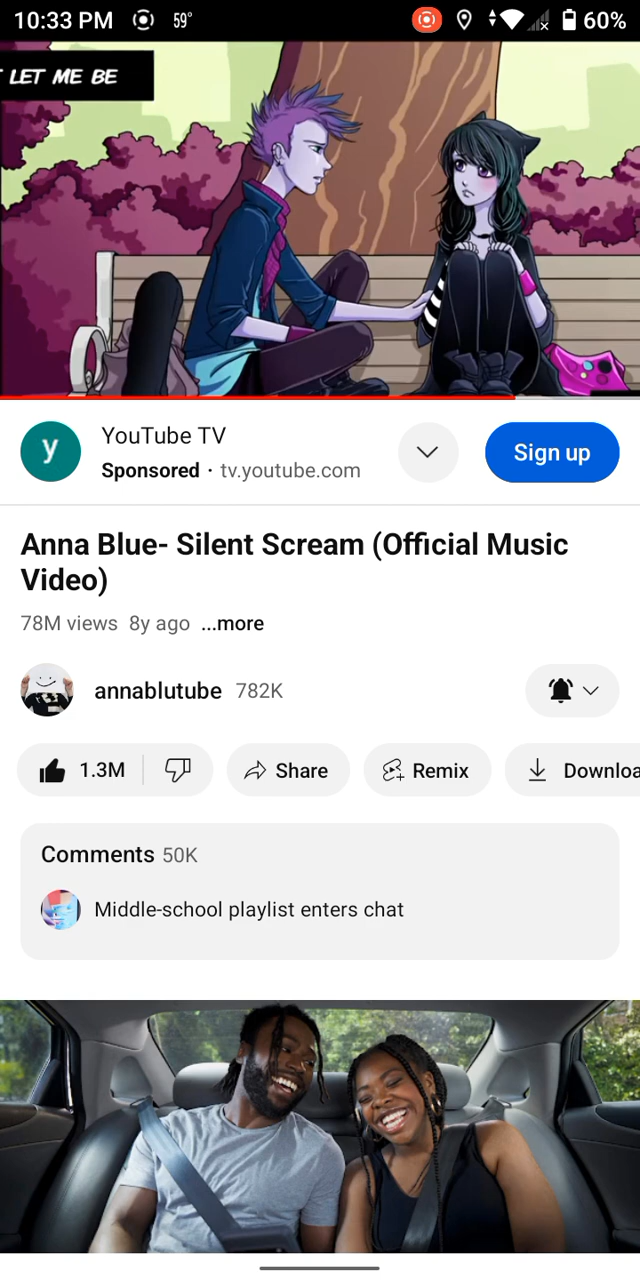 10:33 PM 59° 60%
LET ME BE
y
YouTube TV
Sponsored · tv.youtube.com
Sign up
Anna Blue- Silent Scream (Official Music
Video)
78M views 8y ago ...more
annablutube 782K
1.3M Share Remix Downloa
Comments 50K
Middle-school playlist enters chat